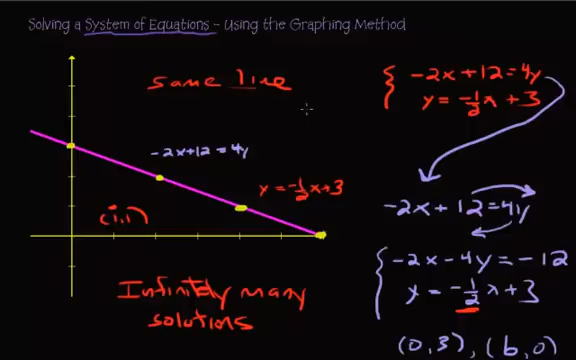 Solving a System of Equations - Using the Graphing Method
same line
-2x+12=4y
y=-1/2x+3
(1,1)
Infinitely many
solutions
-2x+12=4y
y=-1/2x+3
-2x+12=4y
-2x-4y=-12
y=-1/2x+3
(0,3), (6,0)